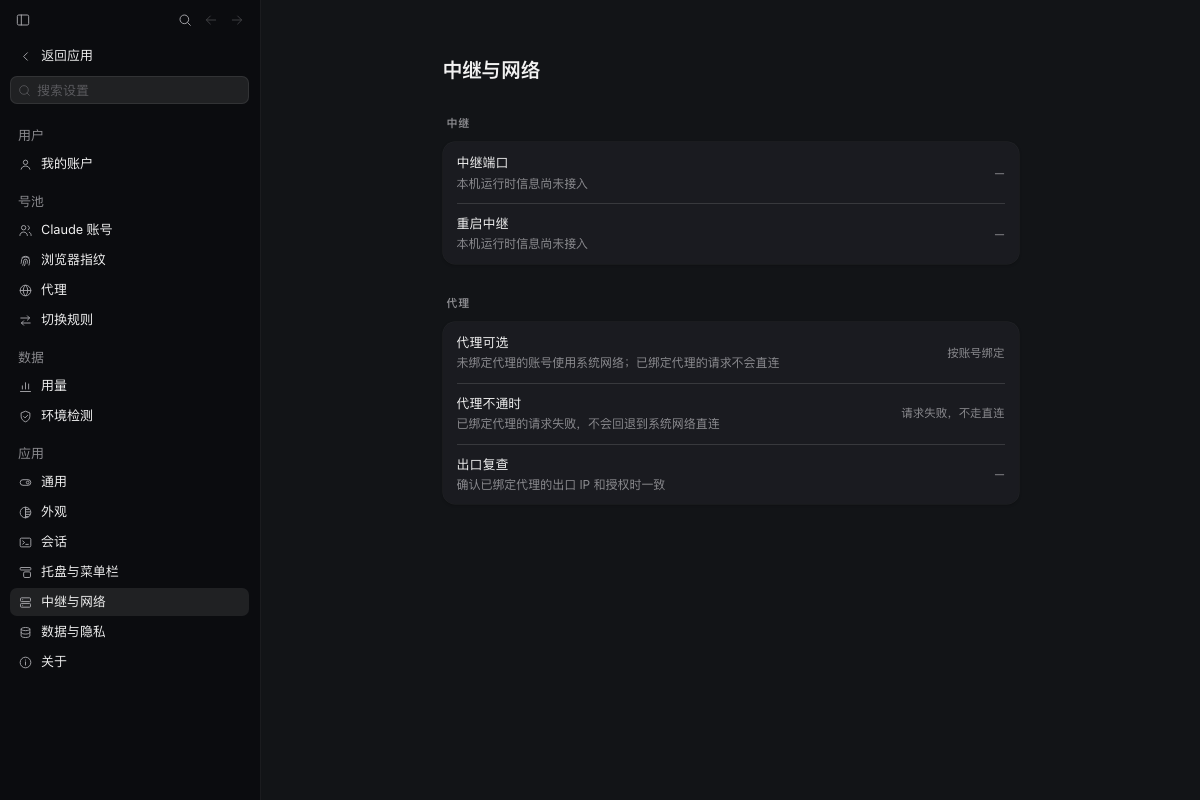 返回应用
搜索设置
用户
我的账户
号池
Claude 账号
浏览器指纹
代理
切换规则
数据
用量
环境检测
应用
通用
外观
会话
托盘与菜单栏
中继与网络
数据与隐私
关于
中继与网络
中继
中继端口
本机运行时信息尚未接入
—
重启中继
本机运行时信息尚未接入
—
代理
代理可选
未绑定代理的账号使用系统网络；已绑定代理的请求不会直连
按账号绑定
代理不通时
已绑定代理的请求失败，不会回退到系统网络直连
请求失败，不走直连
出口复查
确认已绑定代理的出口 IP 和授权时一致
—